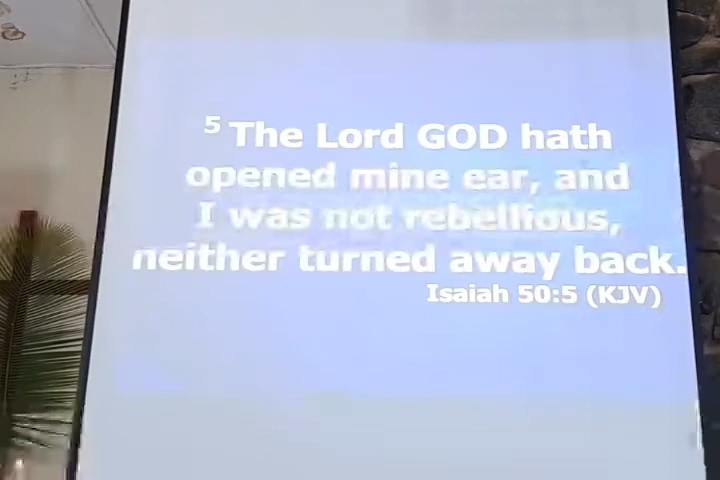 5 The Lord GOD hath
opened mine ear, and
I was not rebellious,
neither turned away back.
Isaiah 50:5 (KJV)